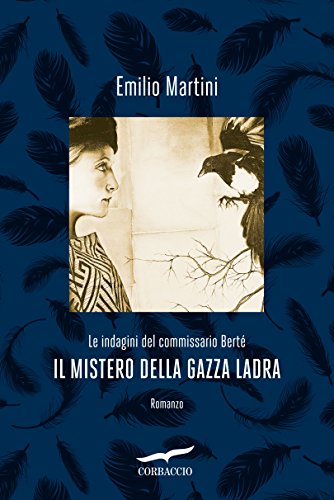 Emilio Martini
Le indagini del commissario Berté
IL MISTERO DELLA GAZZA LADRA
Romanzo
CORBACCIO